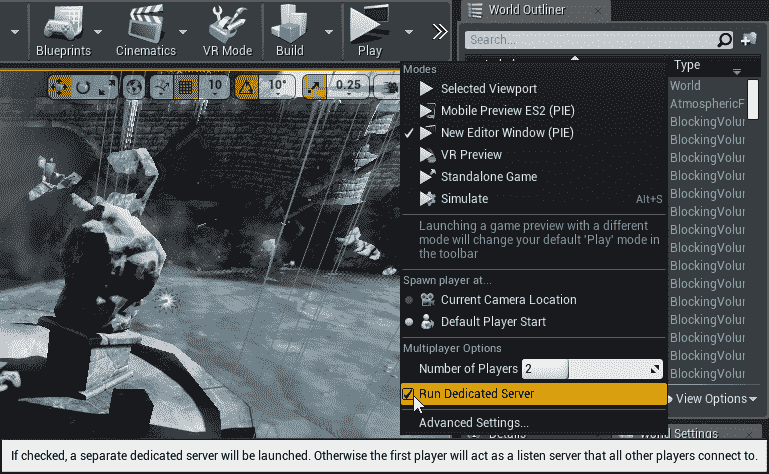 World Outliner
Blueprints
Cinematics
VR Mode
Build
Play
Search...
Modes
Type
Selected Viewport
World
Mobile Preview ES2 (PIE)
AtmosphericF
New Editor Window (PIE)
BlockingVolur
VR Preview
BlockingVolur
Standalone Game
BlockingVolur
Simulate
Alt+S
BlockingVolur
BlockingVolur
Launching a game preview with a different
mode will change your default 'Play' mode in
the toolbar
BlockingVolur
BlockingVolur
BlockingVolur
Spawn player at...
BlockingVolur
Current Camera Location
BlockingVolur
Default Player Start
BlockingVolur
BlockingVolur
Multiplayer Options
BlockingVolur
Number of Players
2
BlockingVolur
Run Dedicated Server
View Options
Advanced Settings...
Details
World Settings
If checked, a separate dedicated server will be launched. Otherwise the first player will act as a listen server that all other players connect to.
10
10°
0.25